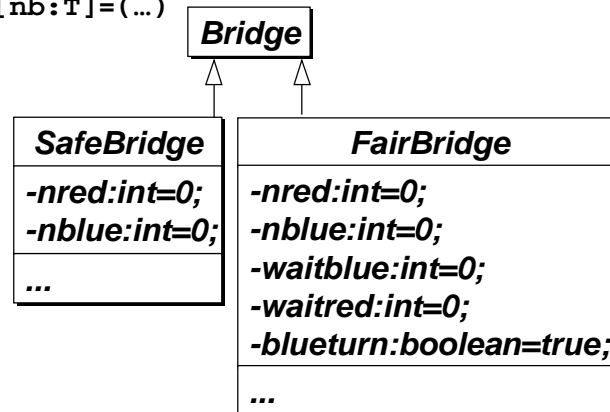 [nb:T]=(…)
Bridge
SafeBridge
-nred:int=0;
-nblue:int=0;
...
FairBridge
-nred:int=0;
-nblue:int=0;
-waitblue:int=0;
-waitred:int=0;
-blueturn:boolean=true;
...